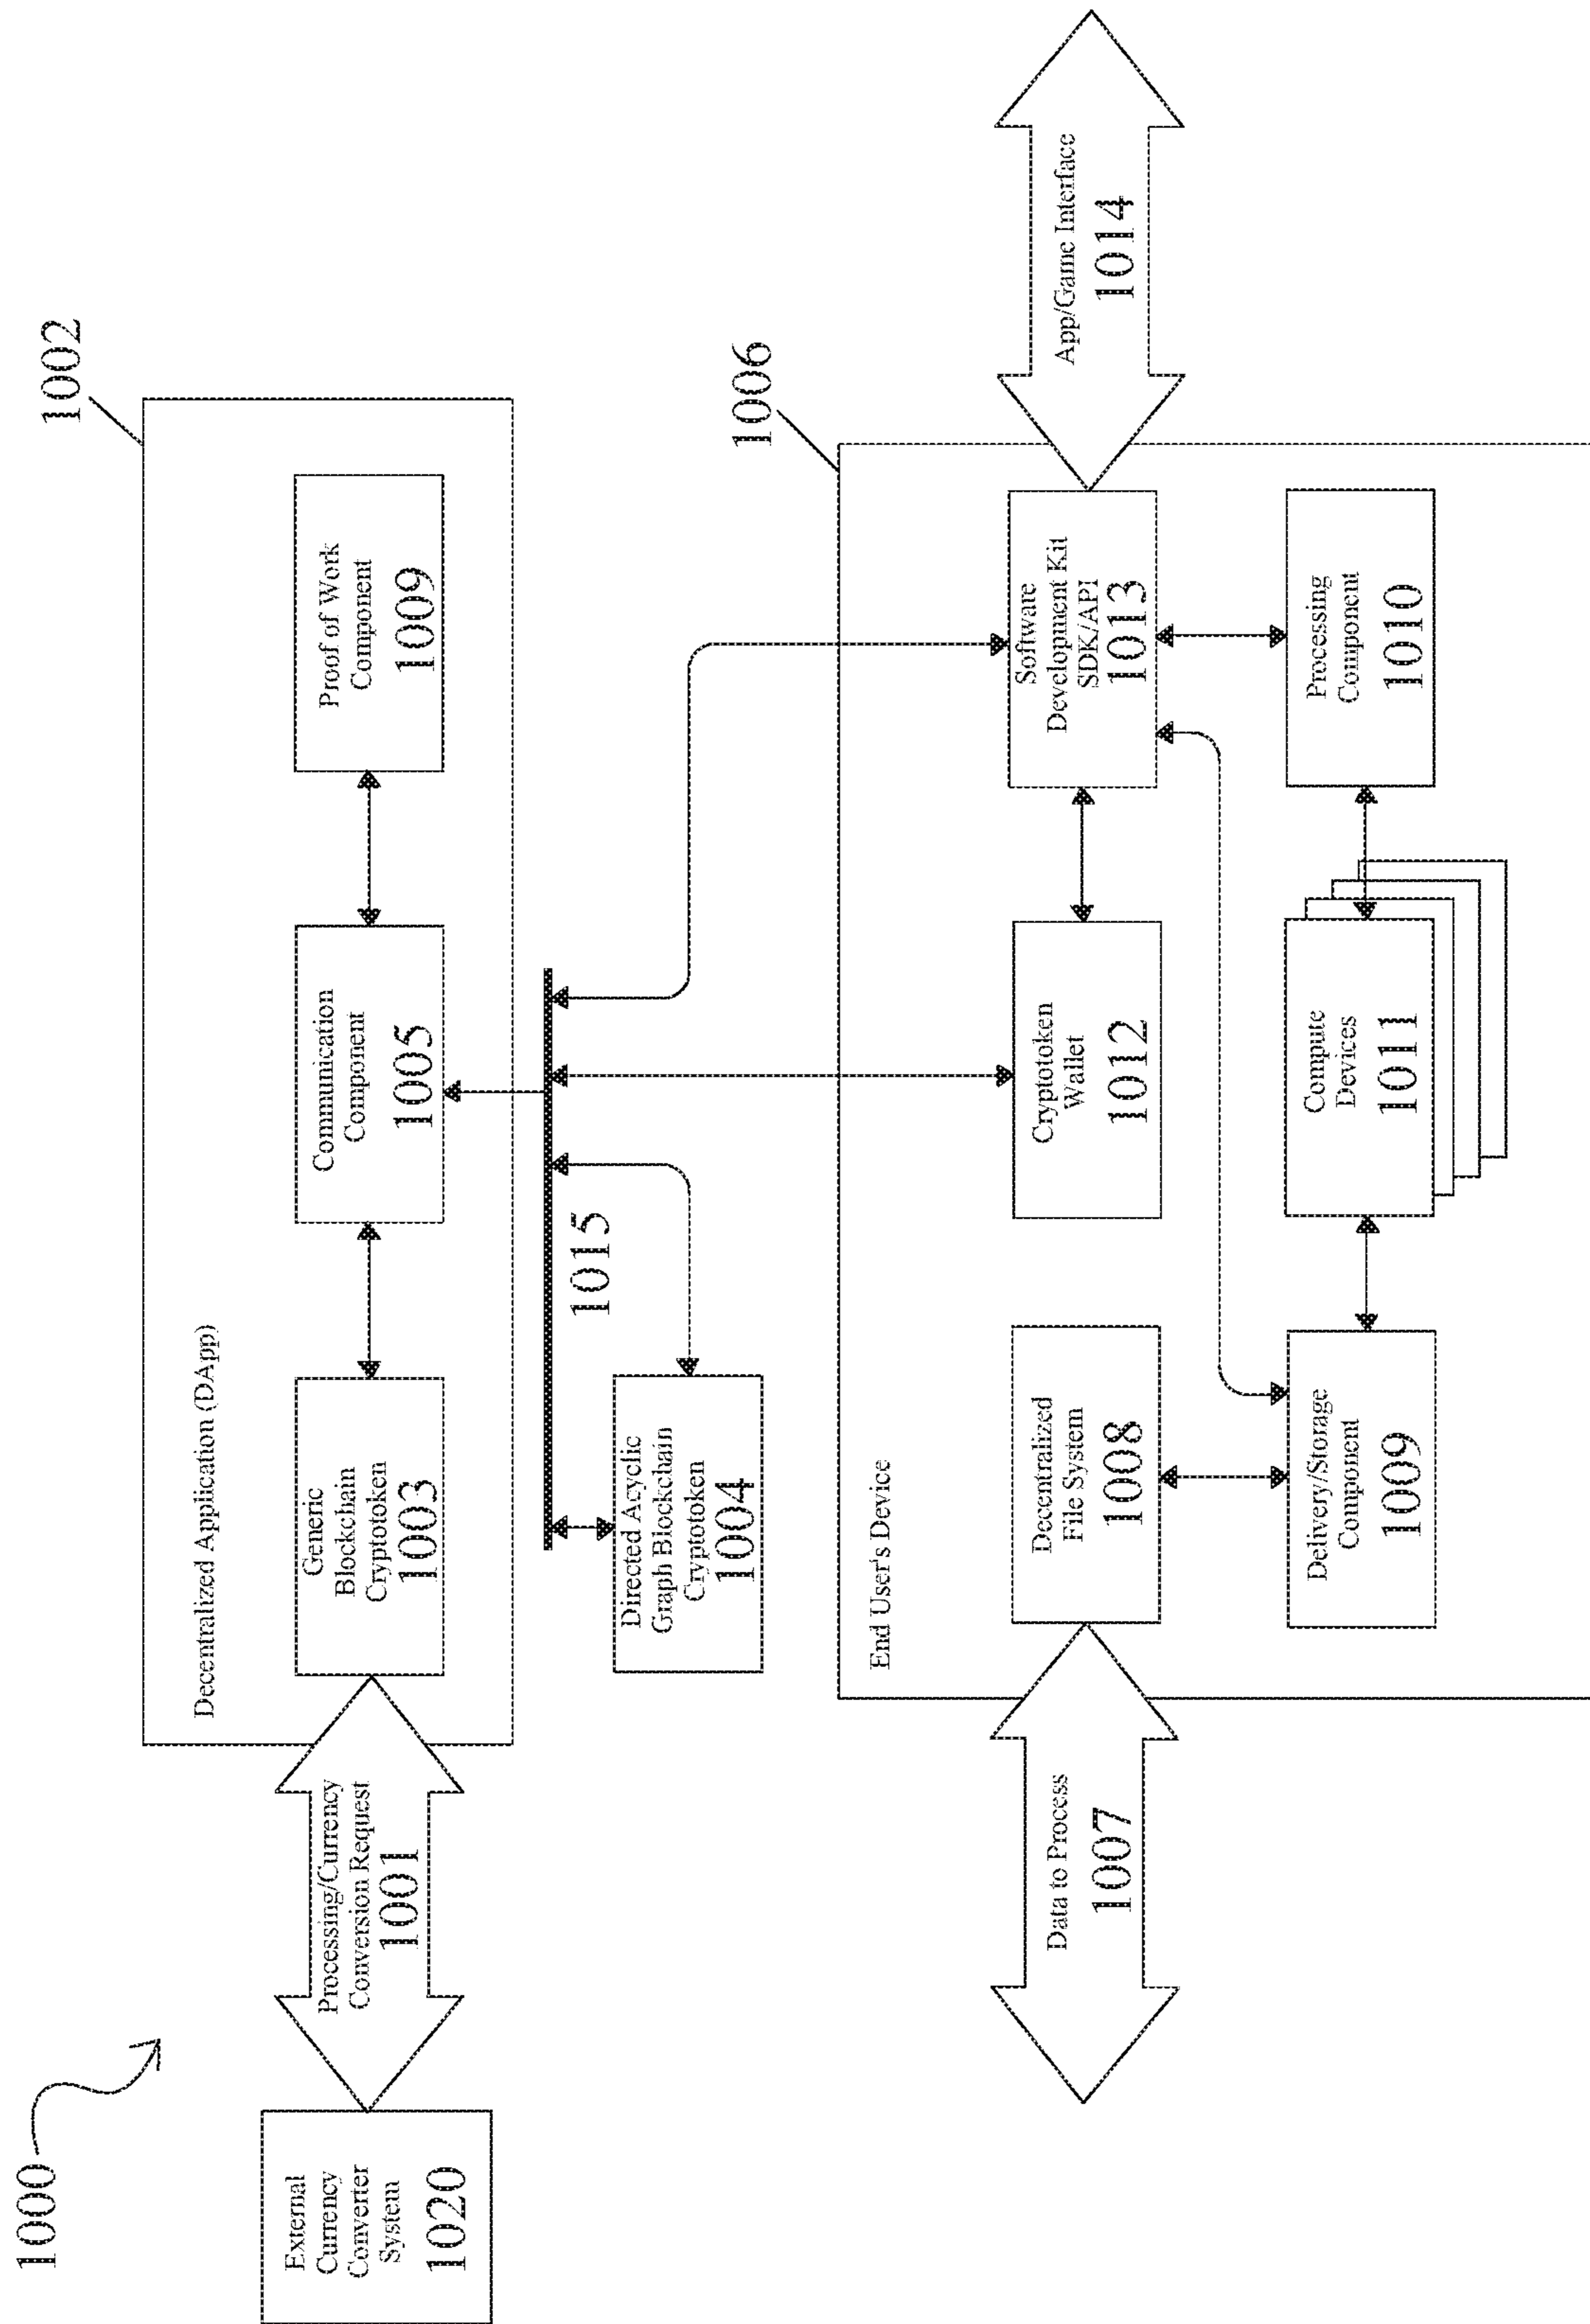 1000
External
Currency
Converter
System
1020
Processing/Currency
Conversion Request
1001
1002
Decentralized Application (DApp)
Generic
Blockchain
Cryptotoken
1003
Communication
Component
1005
Proof of Work
Component
1009
1015
Directed Acyclic
Graph Blockchain
Cryptotoken
1004
1006
End User's Device
Data to Process
1007
Decentralized
File System
1008
Cryptotoken
Wallet
1012
Software
Development Kit
SDK/API
1013
App/Game Interface
1014
Delivery/Storage
Component
1009
Compute
Devices
1011
Processing
Component
1010